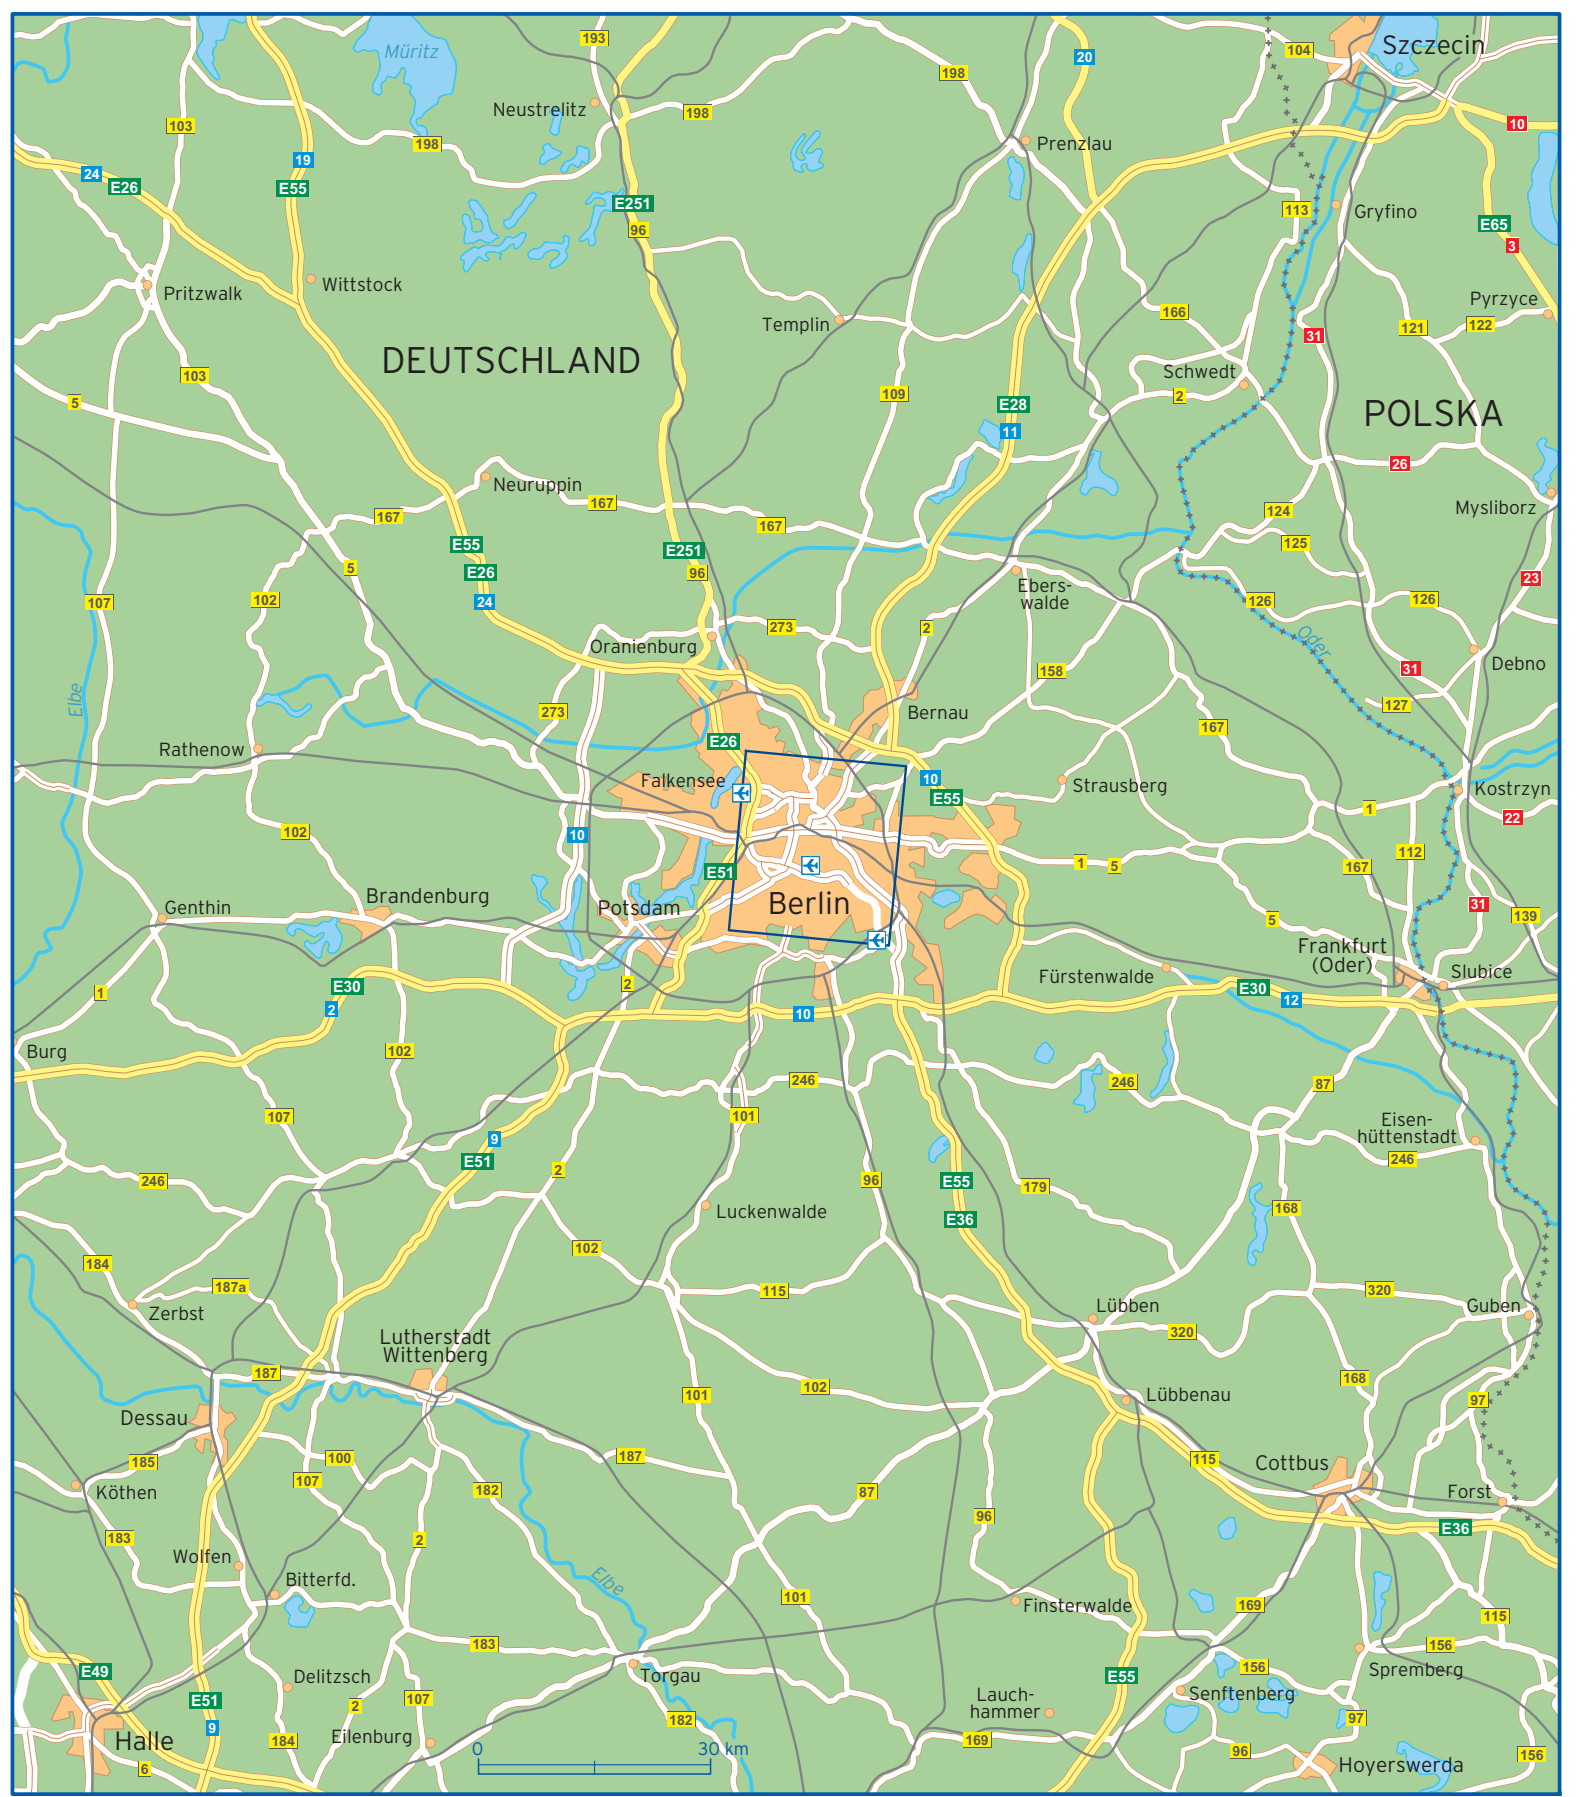 193
Müritz
104
Szczecin
20
198
Neustrelitz
198
103
198
10
Prenzlau
19
24
E26
E55
E251
96
113
Gryfino
E65
3
Pritzwalk
Wittstock
Templin
166
Pyrzyce
121
122
31
DEUTSCHLAND
103
Schwedt
5
109
2
E28
11
POLSKA
26
Neuruppin
167
167
167
124
Mysliborz
125
E55
E26
24
E251
96
5
23
Ebers-
walde
107
102
126
126
273
2
Oranienburg
Oder
Debno
31
158
Elbe
273
Bernau
127
167
E26
Rathenow
Falkensee
10
E55
Strausberg
Kostrzyn
1
22
102
10
1
5
112
167
E51
Brandenburg
Genthin
Potsdam
Berlin
31
139
5
Frankfurt
(Oder)
Slubice
Fürstenwalde
E30
2
1
2
10
E30
12
Burg
102
246
246
87
107
101
Eisen-
hüttenstadt
9
E51
246
246
2
96
E55
179
168
Luckenwalde
E36
102
184
187a
115
320
Zerbst
Lübben
Guben
320
Lutherstadt
Wittenberg
187
168
102
101
Lübbenau
97
Dessau
185
100
187
115
Cottbus
107
Köthen
182
87
Forst
96
E36
183
2
Wolfen
Bitterfd.
Elbe
101
Finsterwalde
169
115
183
156
E49
Delitzsch
Torgau
E55
156
Spremberg
E51
9
2
107
Lauch-
hammer
Senftenberg
182
97
Halle
184
Eilenburg
0
30 km
169
96
156
6
Hoyerswerda